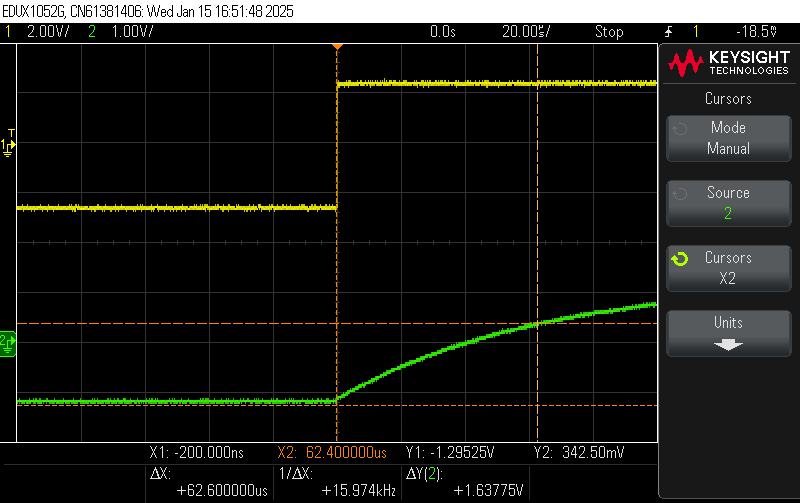 EDUX1052G, CN61381406: Wed Jan 15 16:51:48 2025
1 2.00V/ 2 1.00V/ 0.0s 20.00us/ Stop 1 -18.5mV
KEYSIGHT
TECHNOLOGIES
Cursors
Mode
Manual
Source
2
Cursors
X2
Units
T
1
2
X1: -200.000ns X2: 62.400000us Y1: -1.29525V Y2: 342.50mV
ΔX: 1/ΔX: ΔY(2):
+62.600000us +15.974kHz +1.63775V